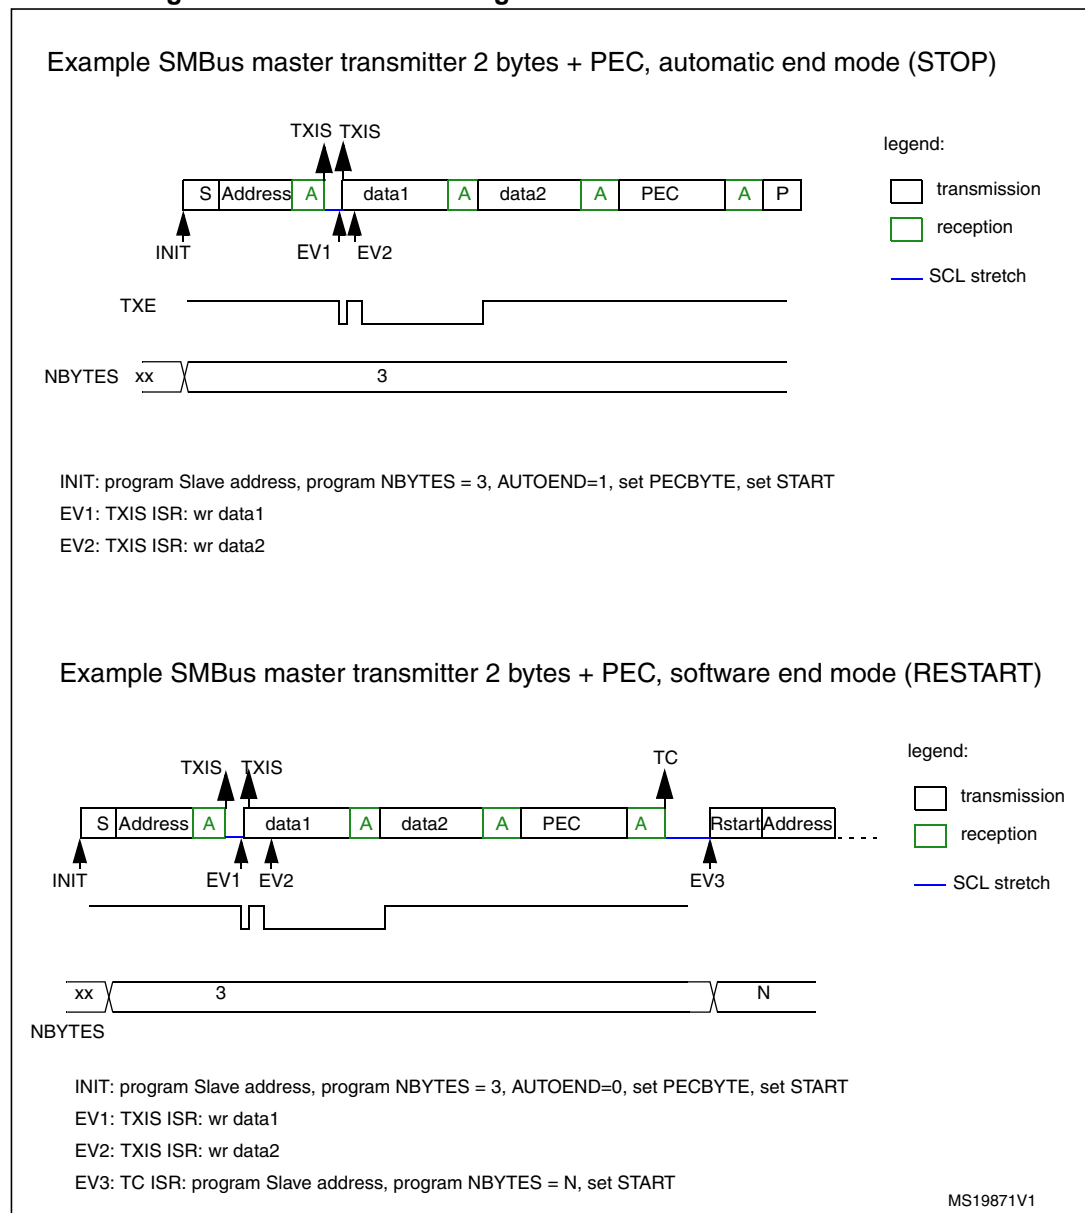 Example SMBus master transmitter 2 bytes + PEC, automatic end mode (STOP)
TXIS TXIS
legend:
S Address A data1 A data2 A PEC A P
transmission
reception
INIT EV1 EV2
SCL stretch
TXE
NBYTES xx 3
INIT: program Slave address, program NBYTES = 3, AUTOEND=1, set PECBYTE, set START
EV1: TXIS ISR: wr data1
EV2: TXIS ISR: wr data2
Example SMBus master transmitter 2 bytes + PEC, software end mode (RESTART)
TXIS TXIS TC
legend:
S Address A data1 A data2 A PEC A Rstart Address
transmission
reception
INIT EV1 EV2 EV3
SCL stretch
xx 3 N
NBYTES
INIT: program Slave address, program NBYTES = 3, AUTOEND=0, set PECBYTE, set START
EV1: TXIS ISR: wr data1
EV2: TXIS ISR: wr data2
EV3: TC ISR: program Slave address, program NBYTES = N, set START
MS19871V1